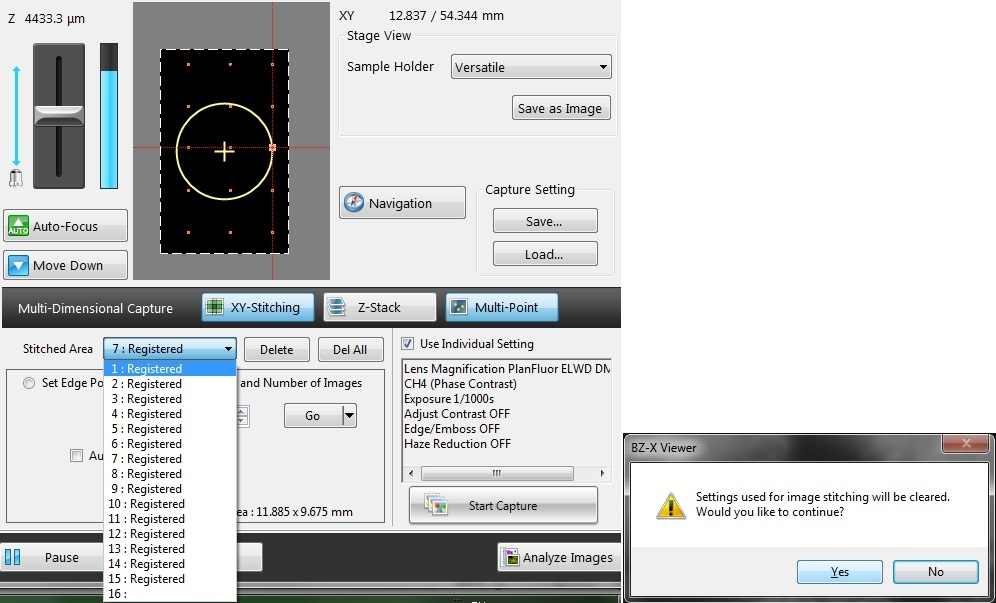 Z 4433.3 µm
XY 12.837 / 54.344 mm
Stage View
Sample Holder Versatile
Save as Image
Navigation
Capture Setting
Save...
Load...
AUTO Auto-Focus
Move Down
Multi-Dimensional Capture XY-Stitching Z-Stack Multi-Point
Stitched Area 7 : Registered Delete Del All
Use Individual Setting
1 : Registered
2 : Registered
3 : Registered
4 : Registered
5 : Registered
6 : Registered
7 : Registered
8 : Registered
9 : Registered
10 : Registered
11 : Registered
12 : Registered
13 : Registered
14 : Registered
15 : Registered
16 :
Set Edge Po
and Number of Images
Go
Au
ea : 11.885 x 9.675 mm
Lens Magnification PlanFluor ELWD DM
CH4 (Phase Contrast)
Exposure 1/1000s
Adjust Contrast OFF
Edge/Emboss OFF
Haze Reduction OFF
Start Capture
Pause
Analyze Images
BZ-X Viewer
Settings used for image stitching will be cleared.
Would you like to continue?
Yes No